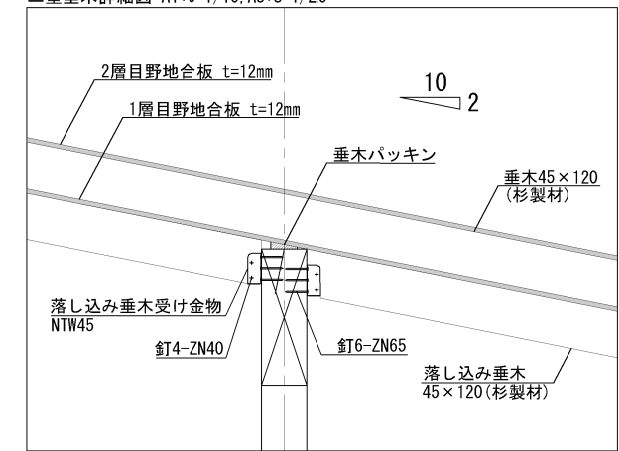 2層目野地合板 t=12mm
1層目野地合板 t=12mm
10
2
垂木パッキン
垂木45×120
(杉製材)
落し込み垂木受け金物
NTW45
釘4-ZN40
釘6-ZN65
落し込み垂木
45×120(杉製材)